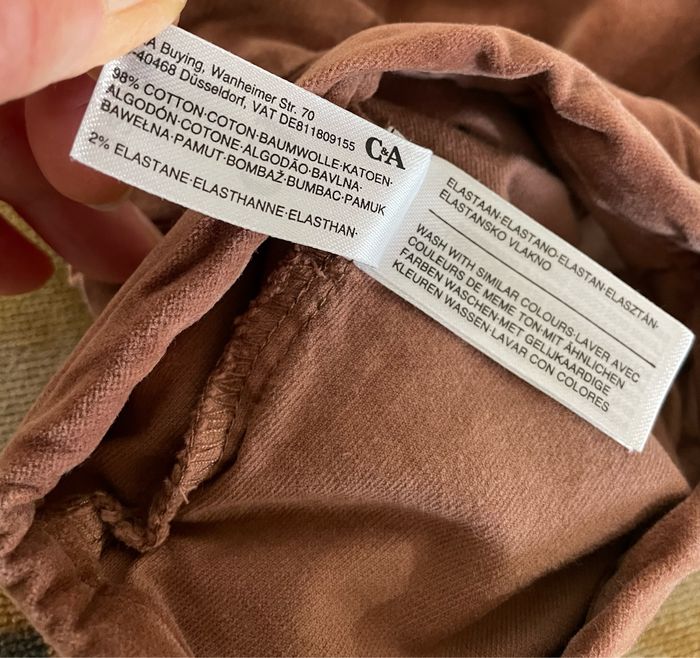 A Buying, Wanheimer Str. 70
40468 Düsseldorf, VAT DE811809155
C&A
98% COTTON·COTON·BAUMWOLLE·KATOEN·
ALGODÓN·COTONE·ALGODÃO·BAVLNA·
BAWEŁNA·PAMUT·BOMBAŽ·BUMBAC·PAMUK
2% ELASTANE·ELASTHANNE·ELASTHAN·
ELASTAAN·ELASTANO·ELASTAN·ELASZTÁN·
ELASTANSKO VLAKNO
WASH WITH SIMILAR COLOURS·LAVER AVEC
COULEURS DE MEME TON·MIT ÄHNLICHEN
FARBEN WASCHEN·MET GELIJKAARDIGE
KLEUREN WASSEN·LAVAR CON COLORES